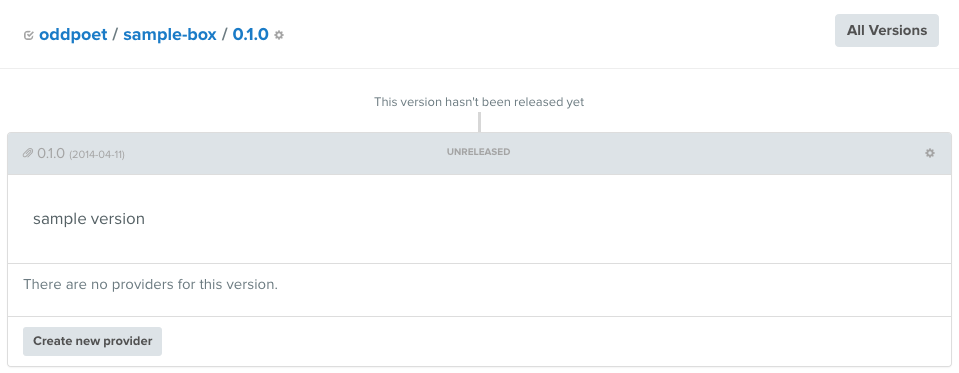 oddpoet / sample-box / 0.1.0
All Versions
This version hasn't been released yet
0.1.0 (2014-04-11) UNRELEASED
sample version
There are no providers for this version.
Create new provider